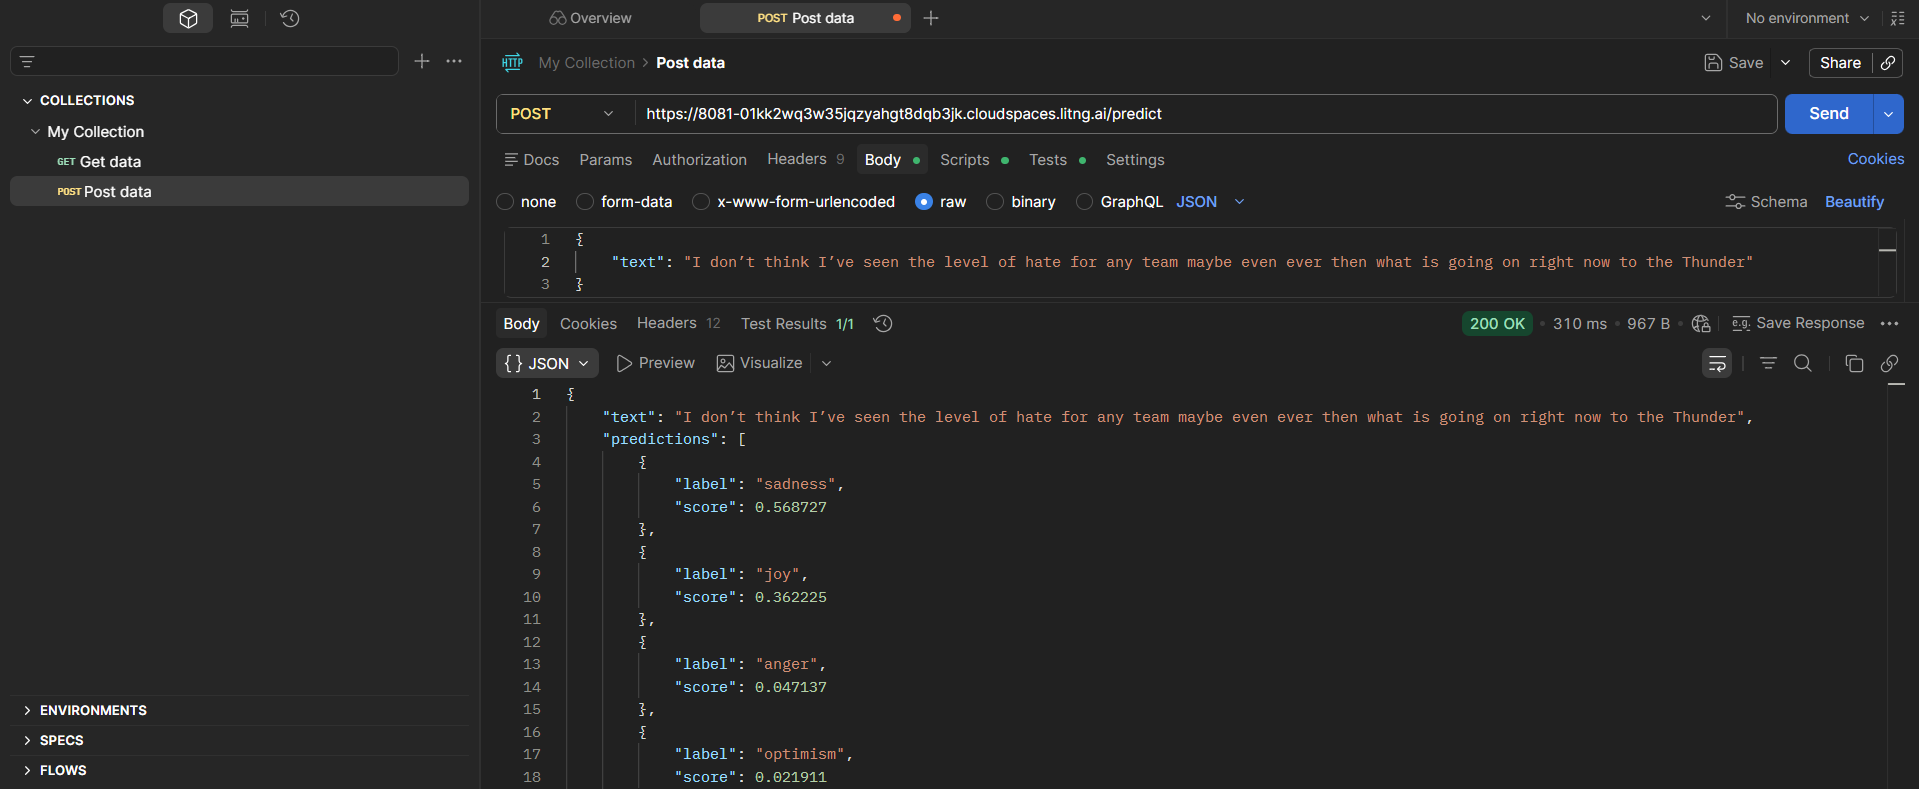 Overview
POST Post data
No environment
My Collection > Post data
Save
Share
COLLECTIONS
My Collection
GET Get data
POST Post data
POST
https://8081-01kk2wq3w35jqzyahgt8dqb3jk.cloudspaces.litng.ai/predict
Send
Docs Params Authorization Headers 9 Body Scripts Tests Settings
Cookies
none form-data x-www-form-urlencoded raw binary GraphQL JSON
Schema Beautify
1 {
2 "text": "I don’t think I’ve seen the level of hate for any team maybe even ever then what is going on right now to the Thunder"
3 }
Body Cookies Headers 12 Test Results 1/1
200 OK • 310 ms • 967 B • e.g. Save Response
{} JSON Preview Visualize
1 {
2 "text": "I don’t think I’ve seen the level of hate for any team maybe even ever then what is going on right now to the Thunder",
3 "predictions": [
4 {
5 "label": "sadness",
6 "score": 0.568727
7 },
8 {
9 "label": "joy",
10 "score": 0.362225
11 },
12 {
13 "label": "anger",
14 "score": 0.047137
15 },
16 {
17 "label": "optimism",
18 "score": 0.021911
ENVIRONMENTS
SPECS
FLOWS